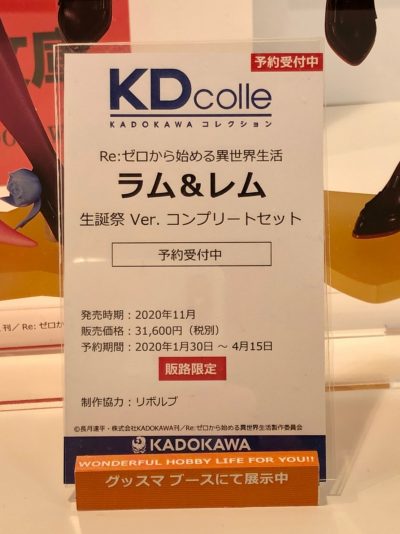 予約受付中
KDcolle
KADOKAWA コレクション
Re:ゼロから始める異世界生活
ラム&レム
生誕祭 Ver. コンプリートセット
予約受付中
発売時期：2020年11月
販売価格：31,600円（税別）
予約期間：2020年1月30日 ～ 4月15日
販路限定
制作協力：リボルブ
©長月達平・株式会社KADOKAWA刊／Re:ゼロから始める異世界生活製作委員会
KADOKAWA
WONDERFUL HOBBY LIFE FOR YOU!!
グッスマ ブースにて展示中
刊／Re: ゼロか